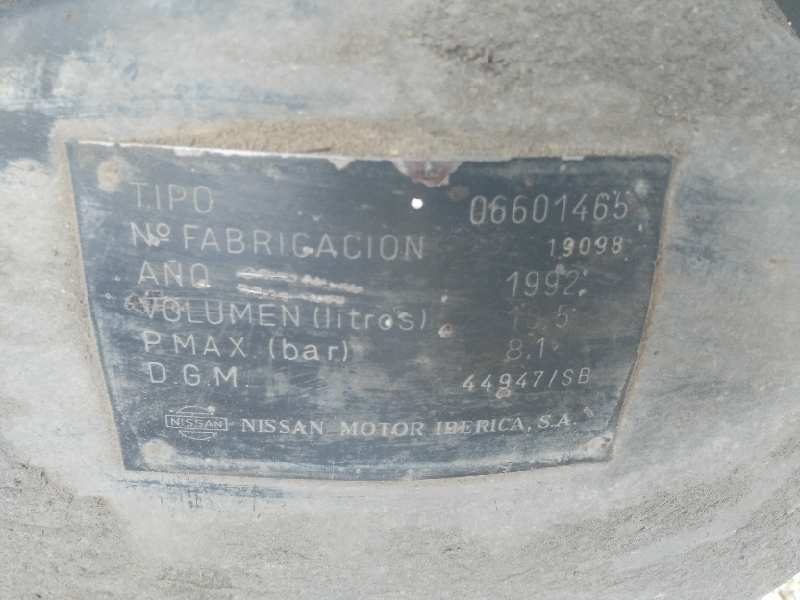 TIPO 06601465
Nº FABRICACION 19098
AÑO 1992
VOLUMEN (litros)
P.MAX (bar) 8.1
D.G.M. 44947/SB
NISSAN NISSAN MOTOR IBERICA, S.A.